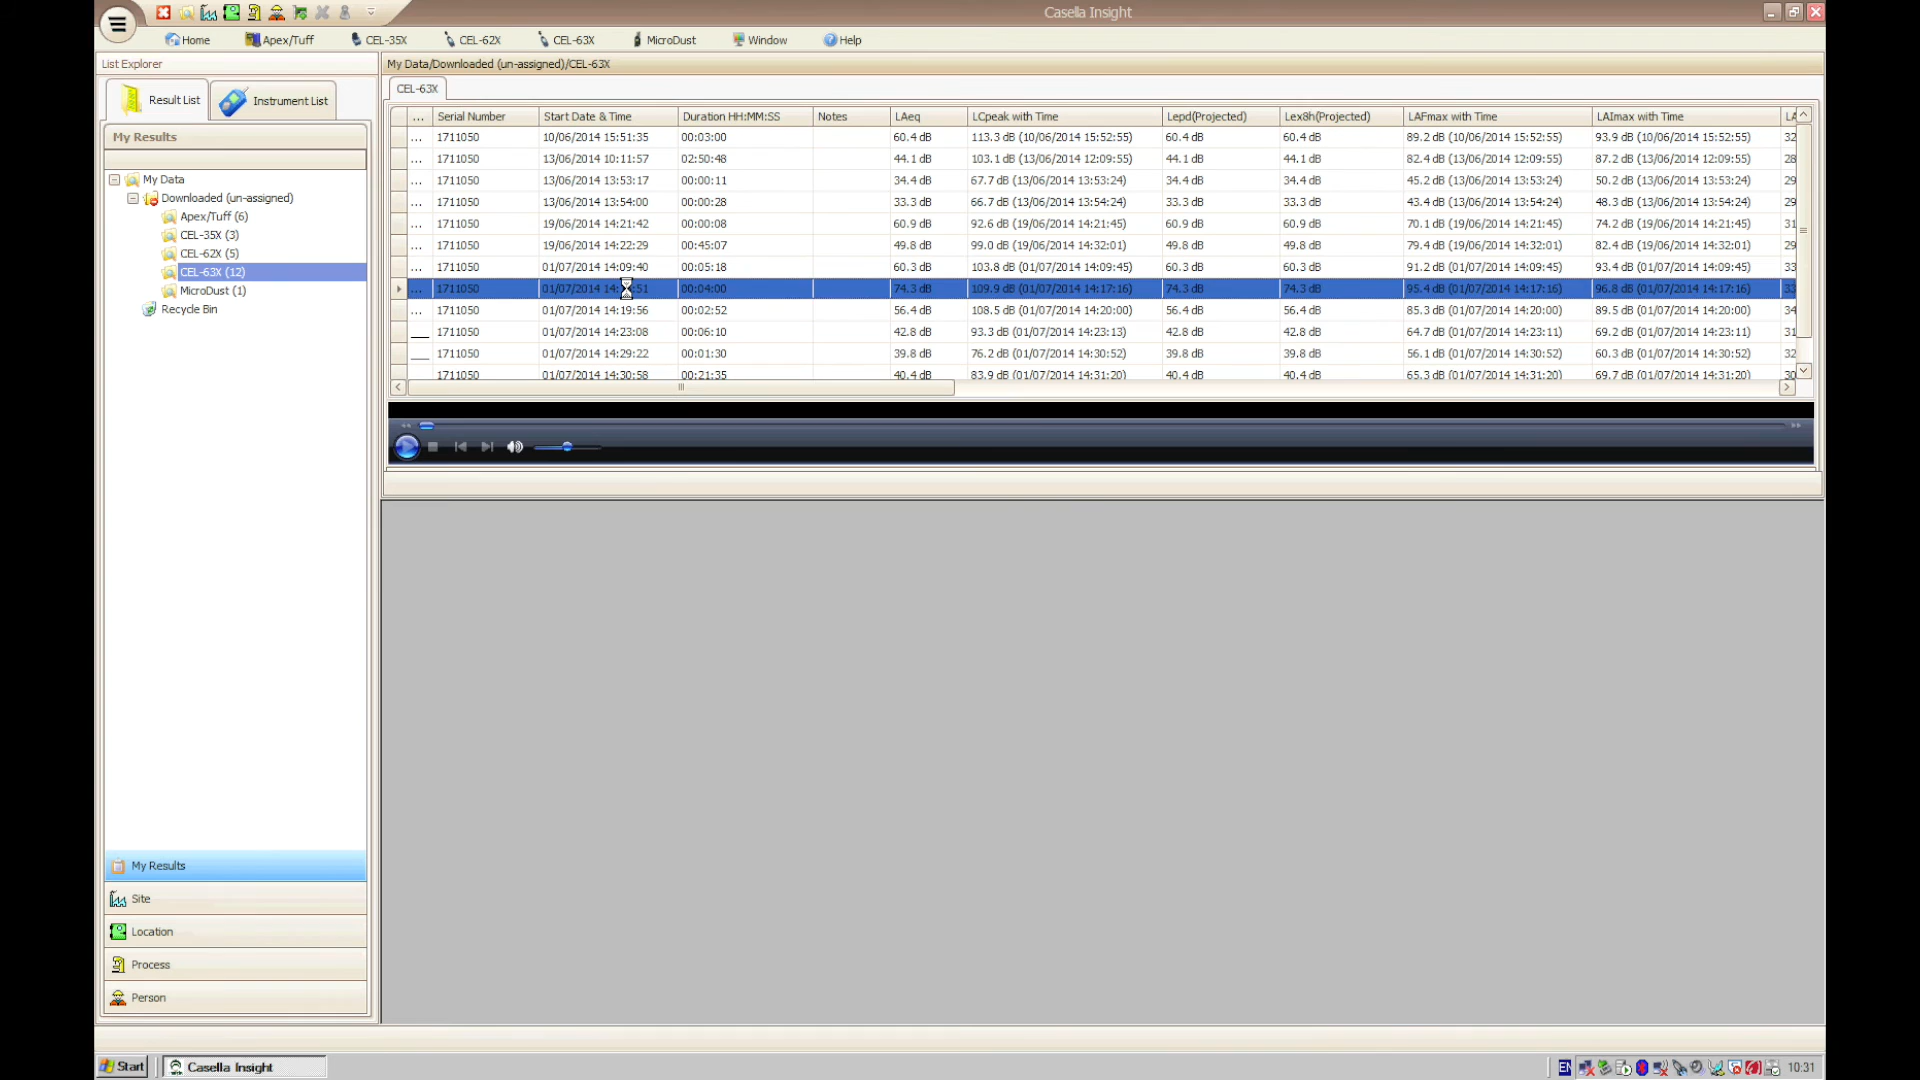 Casella Insight
Home Apex/Tuff CEL-35X CEL-62X CEL-63X MicroDust Window Help
List Explorer
My Data/Downloaded (un-assigned)/CEL-63X
Result List Instrument List
CEL-63X
My Results
My Data
Downloaded (un-assigned)
Apex/Tuff (6)
CEL-35X (3)
CEL-62X (5)
CEL-63X (12)
MicroDust (1)
Recycle Bin
... Serial Number Start Date & Time Duration HH:MM:SS Notes LAeq LCpeak with Time Lepd(Projected) Lex8h(Projected) LAFmax with Time LAImax with Time
... 1711050 10/06/2014 15:51:35 00:03:00 60.4 dB 113.3 dB (10/06/2014 15:52:55) 60.4 dB 60.4 dB 89.2 dB (10/06/2014 15:52:55) 93.9 dB (10/06/2014 15:52:55) 32
... 1711050 13/06/2014 10:11:57 02:50:48 44.1 dB 103.1 dB (13/06/2014 12:09:55) 44.1 dB 44.1 dB 82.4 dB (13/06/2014 12:09:55) 87.2 dB (13/06/2014 12:09:55) 28
... 1711050 13/06/2014 13:53:17 00:00:11 34.4 dB 67.7 dB (13/06/2014 13:53:24) 34.4 dB 34.4 dB 45.2 dB (13/06/2014 13:53:24) 50.2 dB (13/06/2014 13:53:24) 29
... 1711050 13/06/2014 13:54:00 00:00:28 33.3 dB 66.7 dB (13/06/2014 13:54:24) 33.3 dB 33.3 dB 43.4 dB (13/06/2014 13:54:24) 48.3 dB (13/06/2014 13:54:24) 29
... 1711050 19/06/2014 14:21:42 00:00:08 60.9 dB 92.6 dB (19/06/2014 14:21:45) 60.9 dB 60.9 dB 70.1 dB (19/06/2014 14:21:45) 74.2 dB (19/06/2014 14:21:45) 31
... 1711050 19/06/2014 14:22:29 00:45:07 49.8 dB 99.0 dB (19/06/2014 14:32:01) 49.8 dB 49.8 dB 79.4 dB (19/06/2014 14:32:01) 82.4 dB (19/06/2014 14:32:01) 29
... 1711050 01/07/2014 14:09:40 00:05:18 60.3 dB 103.8 dB (01/07/2014 14:09:45) 60.3 dB 60.3 dB 91.2 dB (01/07/2014 14:09:45) 93.4 dB (01/07/2014 14:09:45) 33
... 1711050 01/07/2014 00:04:00 74.3 dB 109.9 dB (01/07/2014 14:17:16) 74.3 dB 74.3 dB 95.4 dB (01/07/2014 14:17:16) 96.8 dB (01/07/2014 14:17:16) 33
... 1711050 01/07/2014 14:19:56 00:02:52 56.4 dB 108.5 dB (01/07/2014 14:20:00) 56.4 dB 56.4 dB 85.3 dB (01/07/2014 14:20:00) 89.5 dB (01/07/2014 14:20:00) 34
1711050 01/07/2014 14:23:08 00:06:10 42.8 dB 93.3 dB (01/07/2014 14:23:13) 42.8 dB 42.8 dB 64.7 dB (01/07/2014 14:23:11) 69.2 dB (01/07/2014 14:23:11) 31
1711050 01/07/2014 14:29:22 00:01:30 39.8 dB 76.2 dB (01/07/2014 14:30:52) 39.8 dB 39.8 dB 56.1 dB (01/07/2014 14:30:52) 60.3 dB (01/07/2014 14:30:52) 32
1711050 01/07/2014 14:30:58 00:21:35 40.4 dB 83.9 dB (01/07/2014 14:31:20) 40.4 dB 40.4 dB 65.3 dB (01/07/2014 14:31:20) 69.7 dB (01/07/2014 14:31:20) 30
My Results
Site
Location
Process
Person
Start Casella Insight EN 10:31